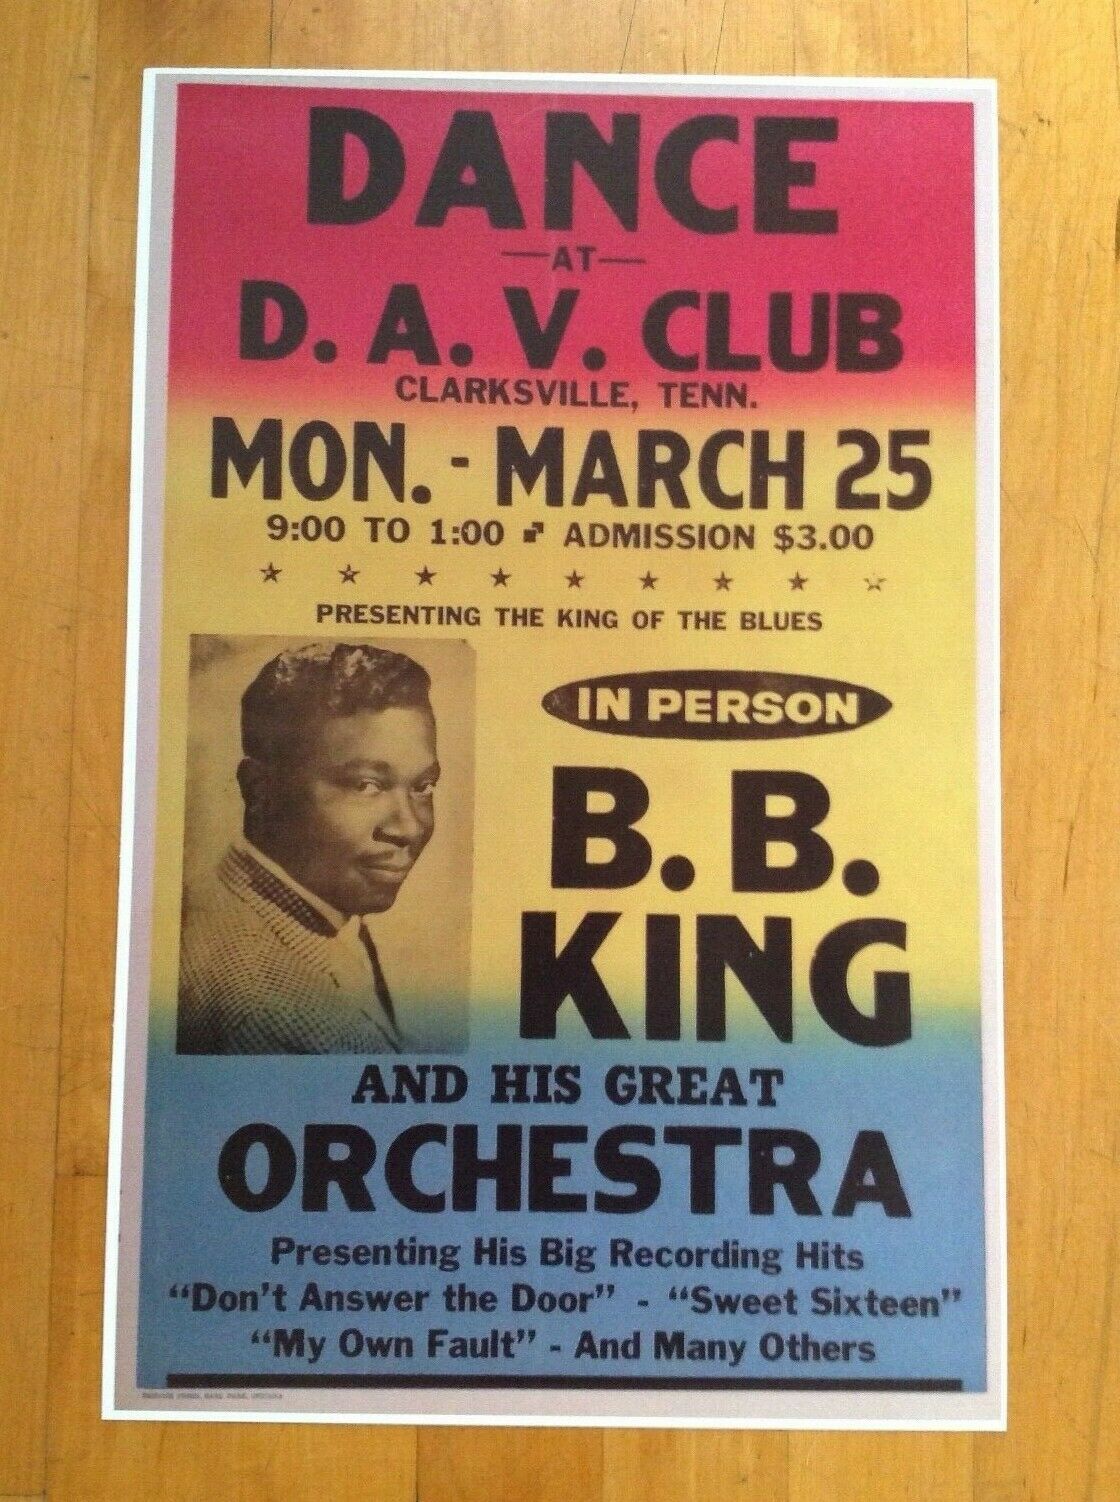 DANCE
—AT—
D. A. V. CLUB
CLARKSVILLE, TENN.
MON. - MARCH 25
9:00 TO 1:00 ADMISSION $3.00
PRESENTING THE KING OF THE BLUES
IN PERSON
B. B.
KING
AND HIS GREAT
ORCHESTRA
Presenting His Big Recording Hits
“Don’t Answer the Door” - “Sweet Sixteen”
“My Own Fault” - And Many Others
PARK, INDIANA